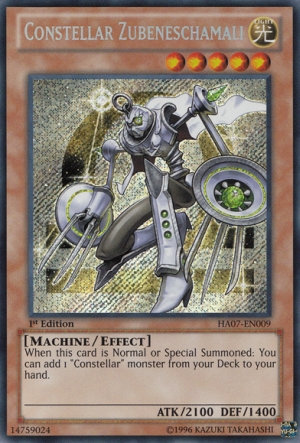 CONSTELLAR ZUBENESCHAMALI
LIGHT
光
1st Edition
HA07-EN009
[MACHINE/EFFECT]
When this card is Normal or Special Summoned: You
can add 1 "Constellar" monster from your Deck to your
hand.
ATK/2100 DEF/1400
14759024
©1996 KAZUKI TAKAHASHI